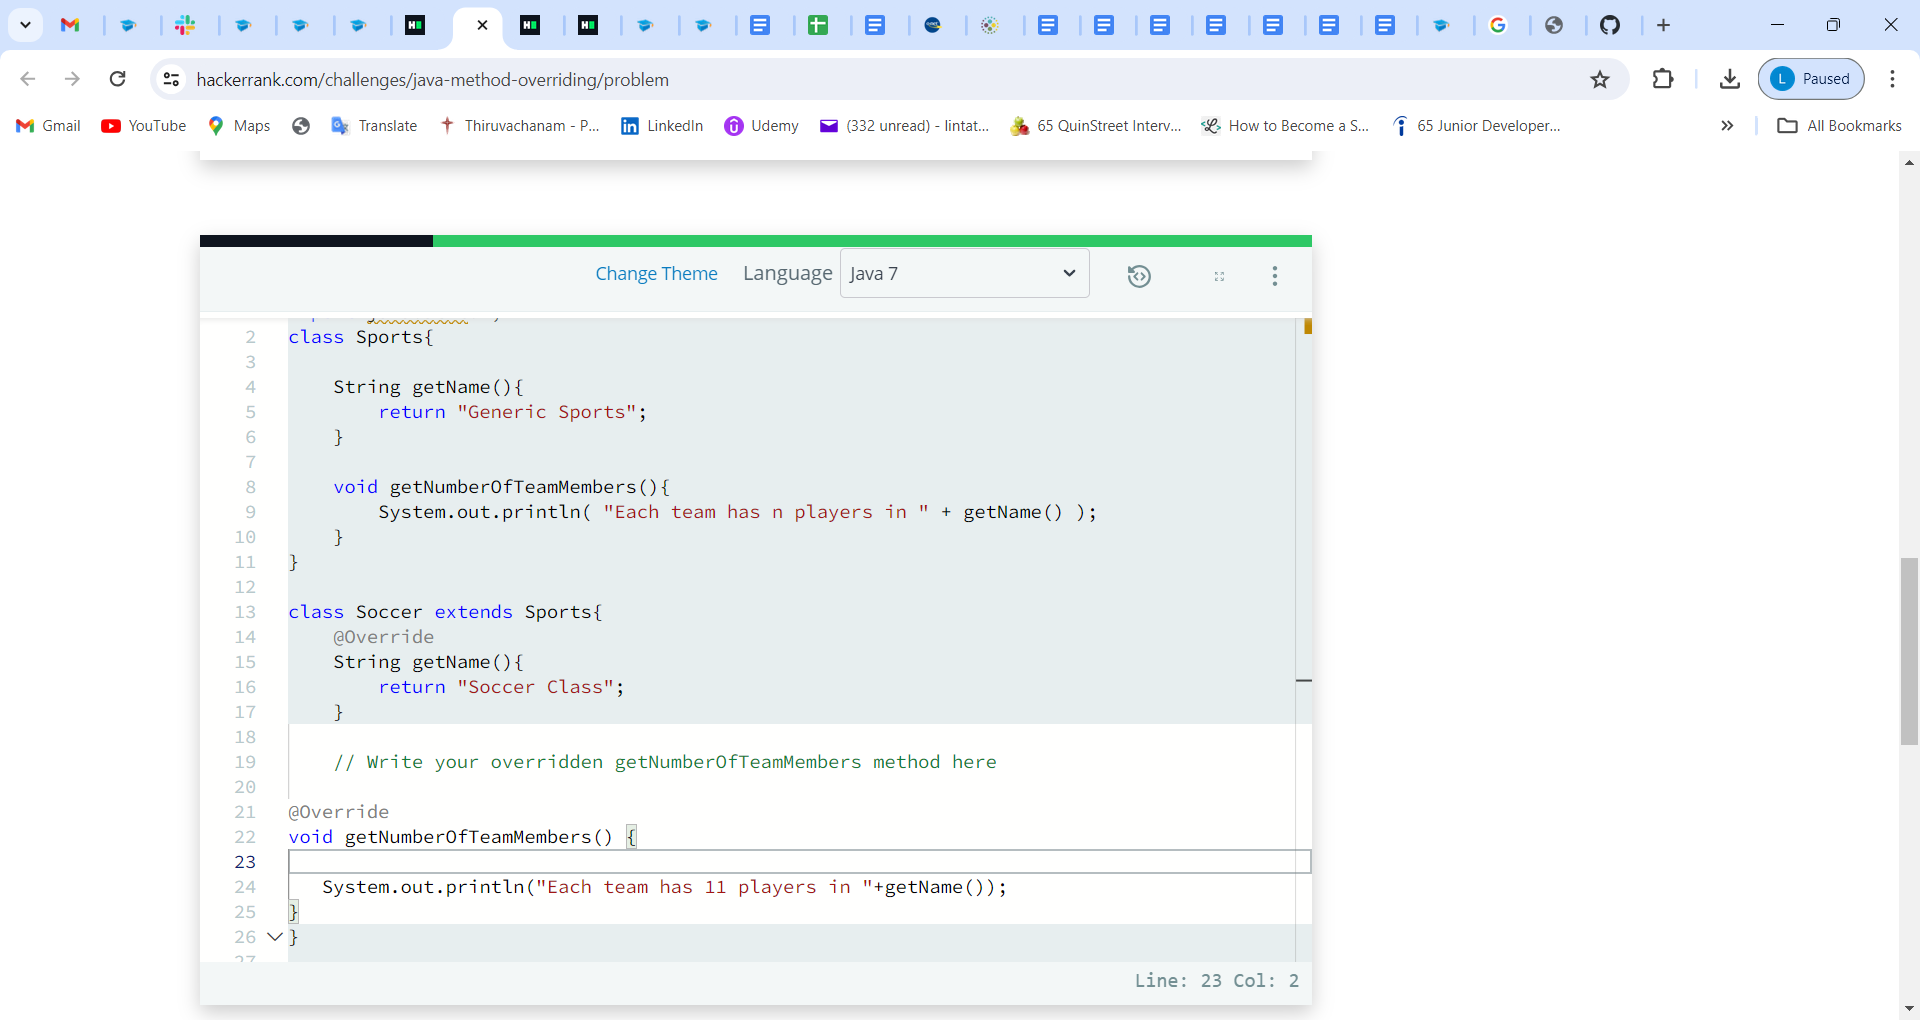 hackerrank.com/challenges/java-method-overriding/problem
L Paused
Gmail YouTube Maps Translate Thiruvachanam - P... LinkedIn Udemy (332 unread) - lintat... 65 QuinStreet Interv... How to Become a S... 65 Junior Developer... » All Bookmarks
Change Theme Language Java 7
2 class Sports{
3
4 String getName(){
5 return "Generic Sports";
6 }
7
8 void getNumberOfTeamMembers(){
9 System.out.println( "Each team has n players in " + getName() );
10 }
11 }
12
13 class Soccer extends Sports{
14 @Override
15 String getName(){
16 return "Soccer Class";
17 }
18
19 // Write your overridden getNumberOfTeamMembers method here
20
21 @Override
22 void getNumberOfTeamMembers() {
23
24 System.out.println("Each team has 11 players in "+getName());
25 }
26 }
27
Line: 23 Col: 2